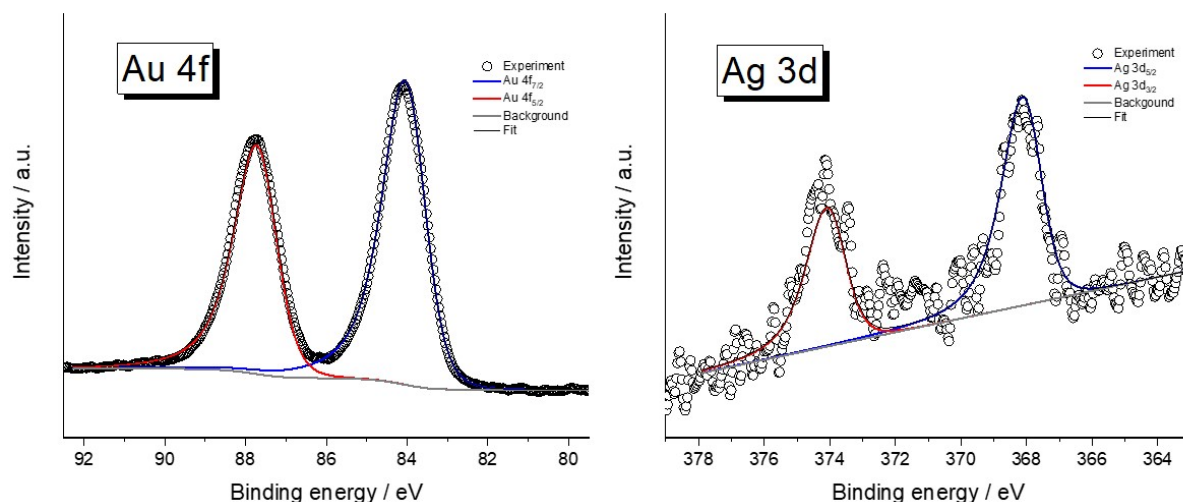 Au 4f
Experiment
Au 4f7/2
Au 4f5/2
Background
Fit
Intensity / a.u.
92 90 88 86 84 82 80
Binding energy / eV
Ag 3d
Experiment
Ag 3d5/2
Ag 3d3/2
Backgound
Fit
Intensity / a.u.
378 376 374 372 370 368 366 364
Binding energy / eV